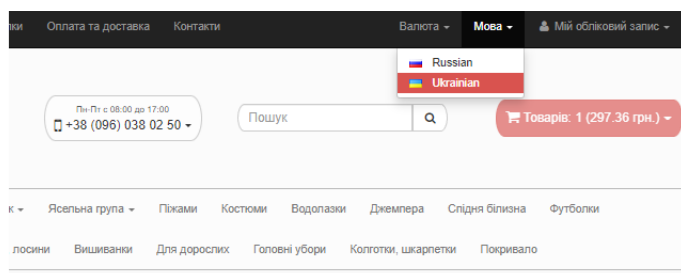 Оплата та доставка Контакти Валюта Мова Мій обліковий запис
Russian
Ukrainian
Пн-Пт с 08:00 до 17:00
+38 (096) 038 02 50
Пошук
Товарів: 1 (297.36 грн.)
Ясельна група Піжами Костюми Водолазки Джемпера Спідня білизна Футболки
лосини Вишиванки Для дорослих Головні убори Колготки, шкарпетки Покривало